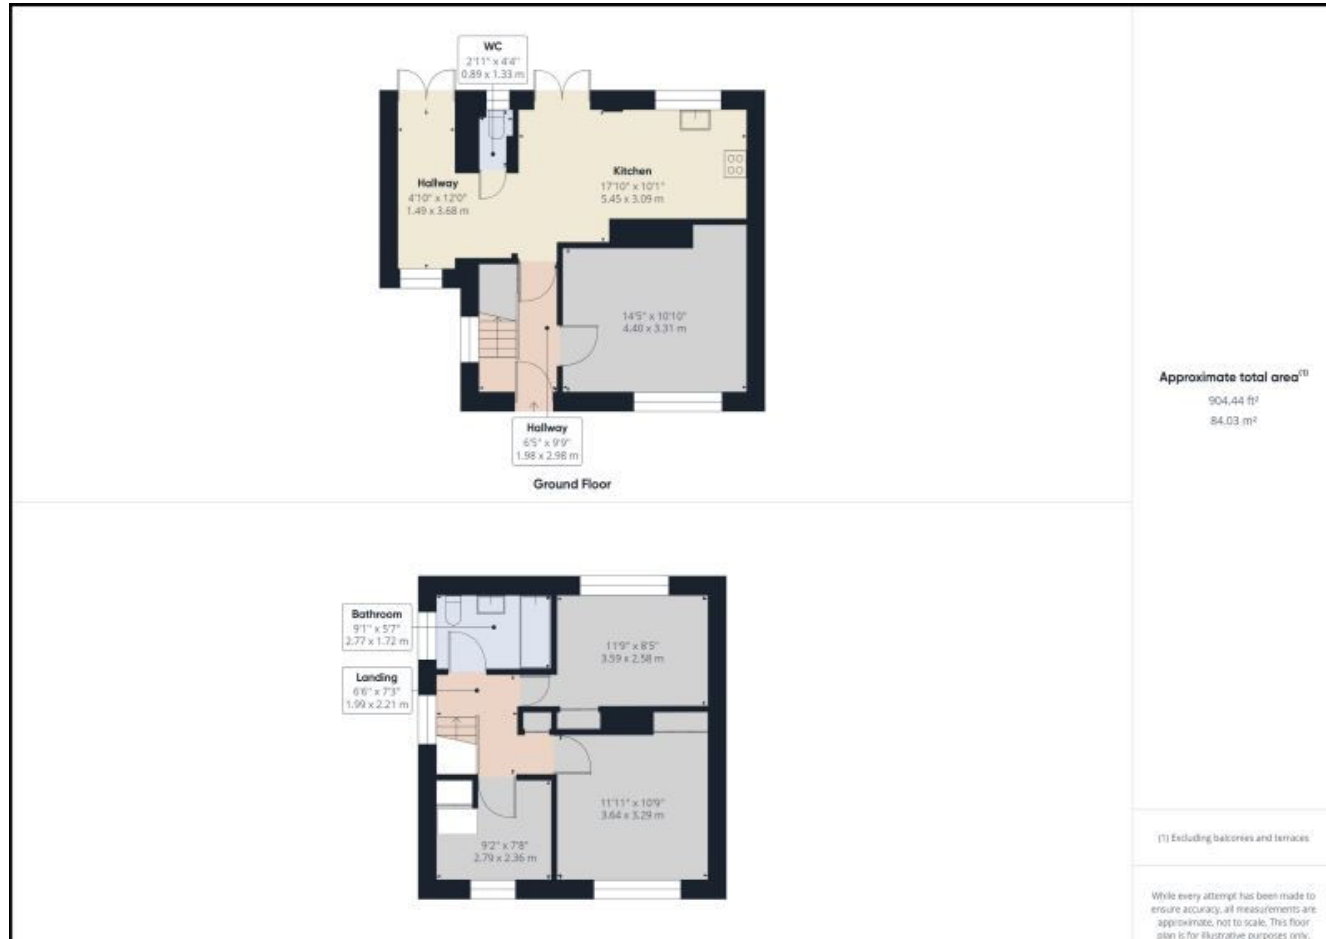 WC
2'11" x 4'4"
0.89 x 1.33 m
Hallway
4'10" x 12'0"
1.49 x 3.68 m
Kitchen
17'10" x 10'1"
5.45 x 3.09 m
14'5" x 10'10"
4.40 x 3.31 m
Hallway
6'5" x 9'9"
1.98 x 2.98 m
Ground Floor
Approximate total area(1)
904.44 ft²
84.03 m²
Bathroom
9'1" x 5'7"
2.77 x 1.72 m
Landing
6'6" x 7'3"
1.99 x 2.21 m
11'9" x 8'5"
3.59 x 2.58 m
11'11" x 10'9"
3.64 x 3.29 m
9'2" x 7'8"
2.79 x 2.36 m
(1) Excluding balconies and terraces
While every attempt has been made to
ensure accuracy, all measurements are
approximate, not to scale. This floor
plan is for illustrative purposes only.